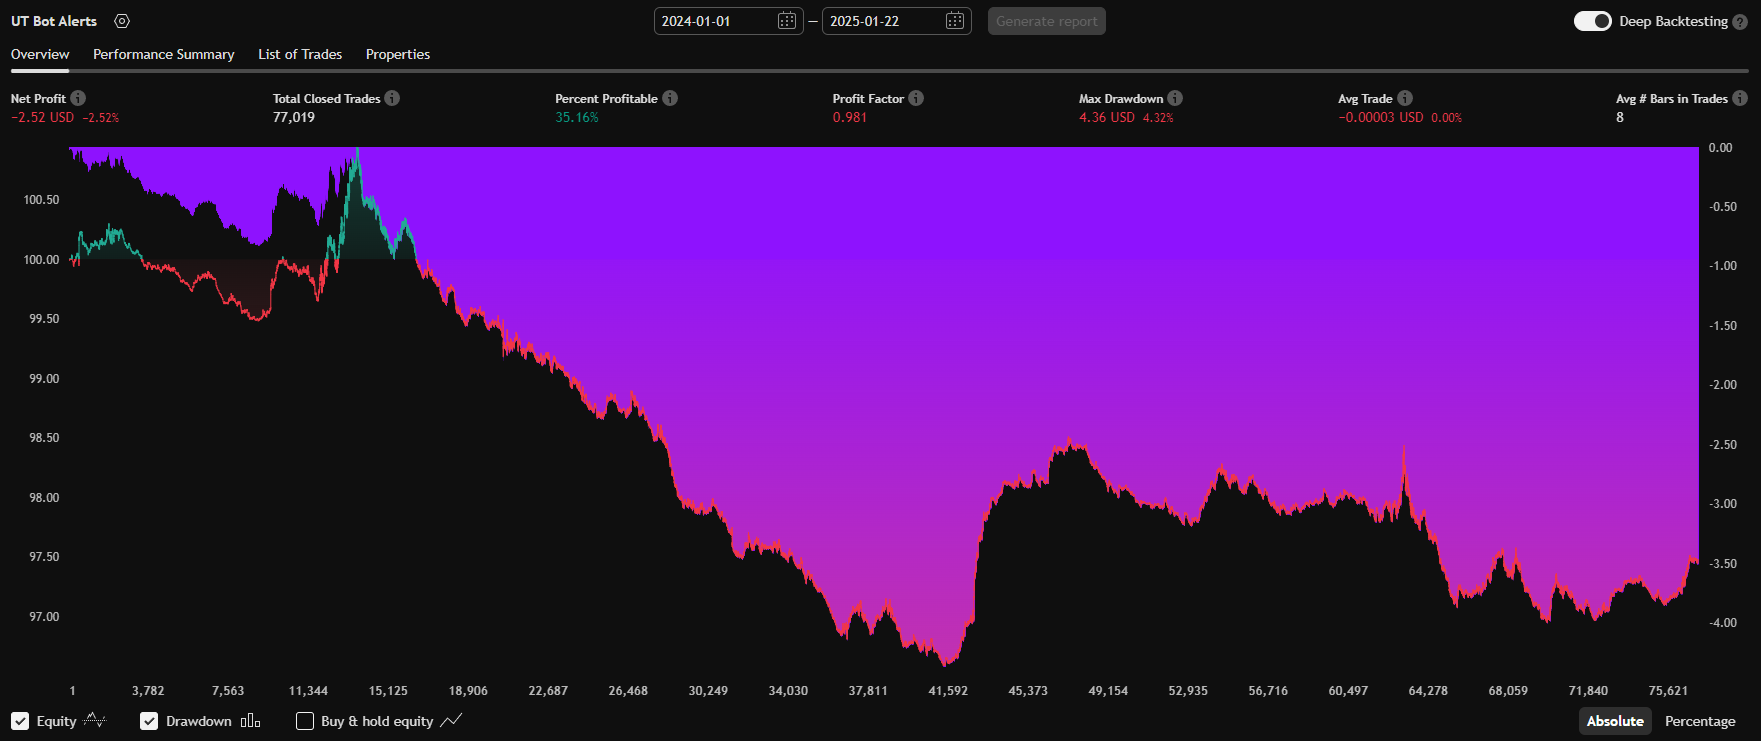 UT Bot Alerts
2024-01-01 — 2025-01-22 Generate report
Deep Backtesting ?
Overview Performance Summary List of Trades Properties
Net Profit Total Closed Trades Percent Profitable Profit Factor Max Drawdown Avg Trade Avg # Bars in Trades
−2.52 USD −2.52% 77,019 35.16% 0.981 4.36 USD 4.32% −0.00003 USD 0.00% 8
100.50
100.00
99.50
99.00
98.50
98.00
97.50
97.00
0.00
-0.50
-1.00
-1.50
-2.00
-2.50
-3.00
-3.50
-4.00
1 3,782 7,563 11,344 15,125 18,906 22,687 26,468 30,249 34,030 37,811 41,592 45,373 49,154 52,935 56,716 60,497 64,278 68,059 71,840 75,621
Equity Drawdown Buy & hold equity Absolute Percentage